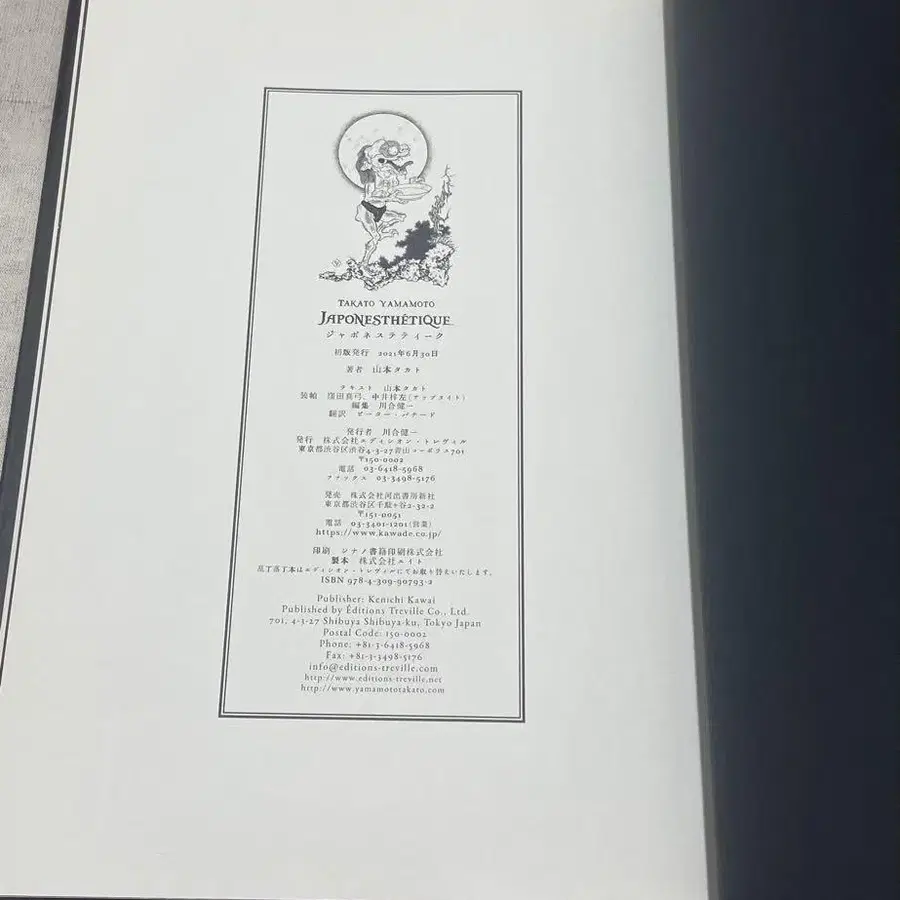 TAKATO YAMAMOTO
JAPONESTHÉTIQUE
ジャポネステティーク
初版発行 2021年6月30日
著者 山本タカト
テキスト 山本タカト
装幀 窪田真弓、中井梓左(アップタイト)
編集 川合健一
翻訳 ピーター・バナード
発行者 川合健一
発行 株式会社エディシオン・トレヴィル
東京都渋谷区渋谷4-3-27青山コーポラス701
〒150-0002
電話 03-6418-5968
ファックス 03-3498-5176
発売 株式会社河出書房新社
東京都渋谷区千駄ヶ谷2-32-2
〒151-0051
電話 03-3401-1201(営業)
https://www.kawade.co.jp/
印刷 シナノ書籍印刷株式会社
製本 株式会社エイト
乱丁落丁本はエディシオン・トレヴィルにてお取り替えいたします。
ISBN 978-4-309-90793-2
Publisher: Kenichi Kawai
Published by Éditions Treville Co., Ltd.
701, 4-3-27 Shibuya Shibuya-ku, Tokyo Japan
Postal Code: 150-0002
Phone: +81-3-6418-5968
Fax: +81-3-3498-5176
info@editions-treville.com
http://www.editions-treville.net
http://www.yamamototakato.com